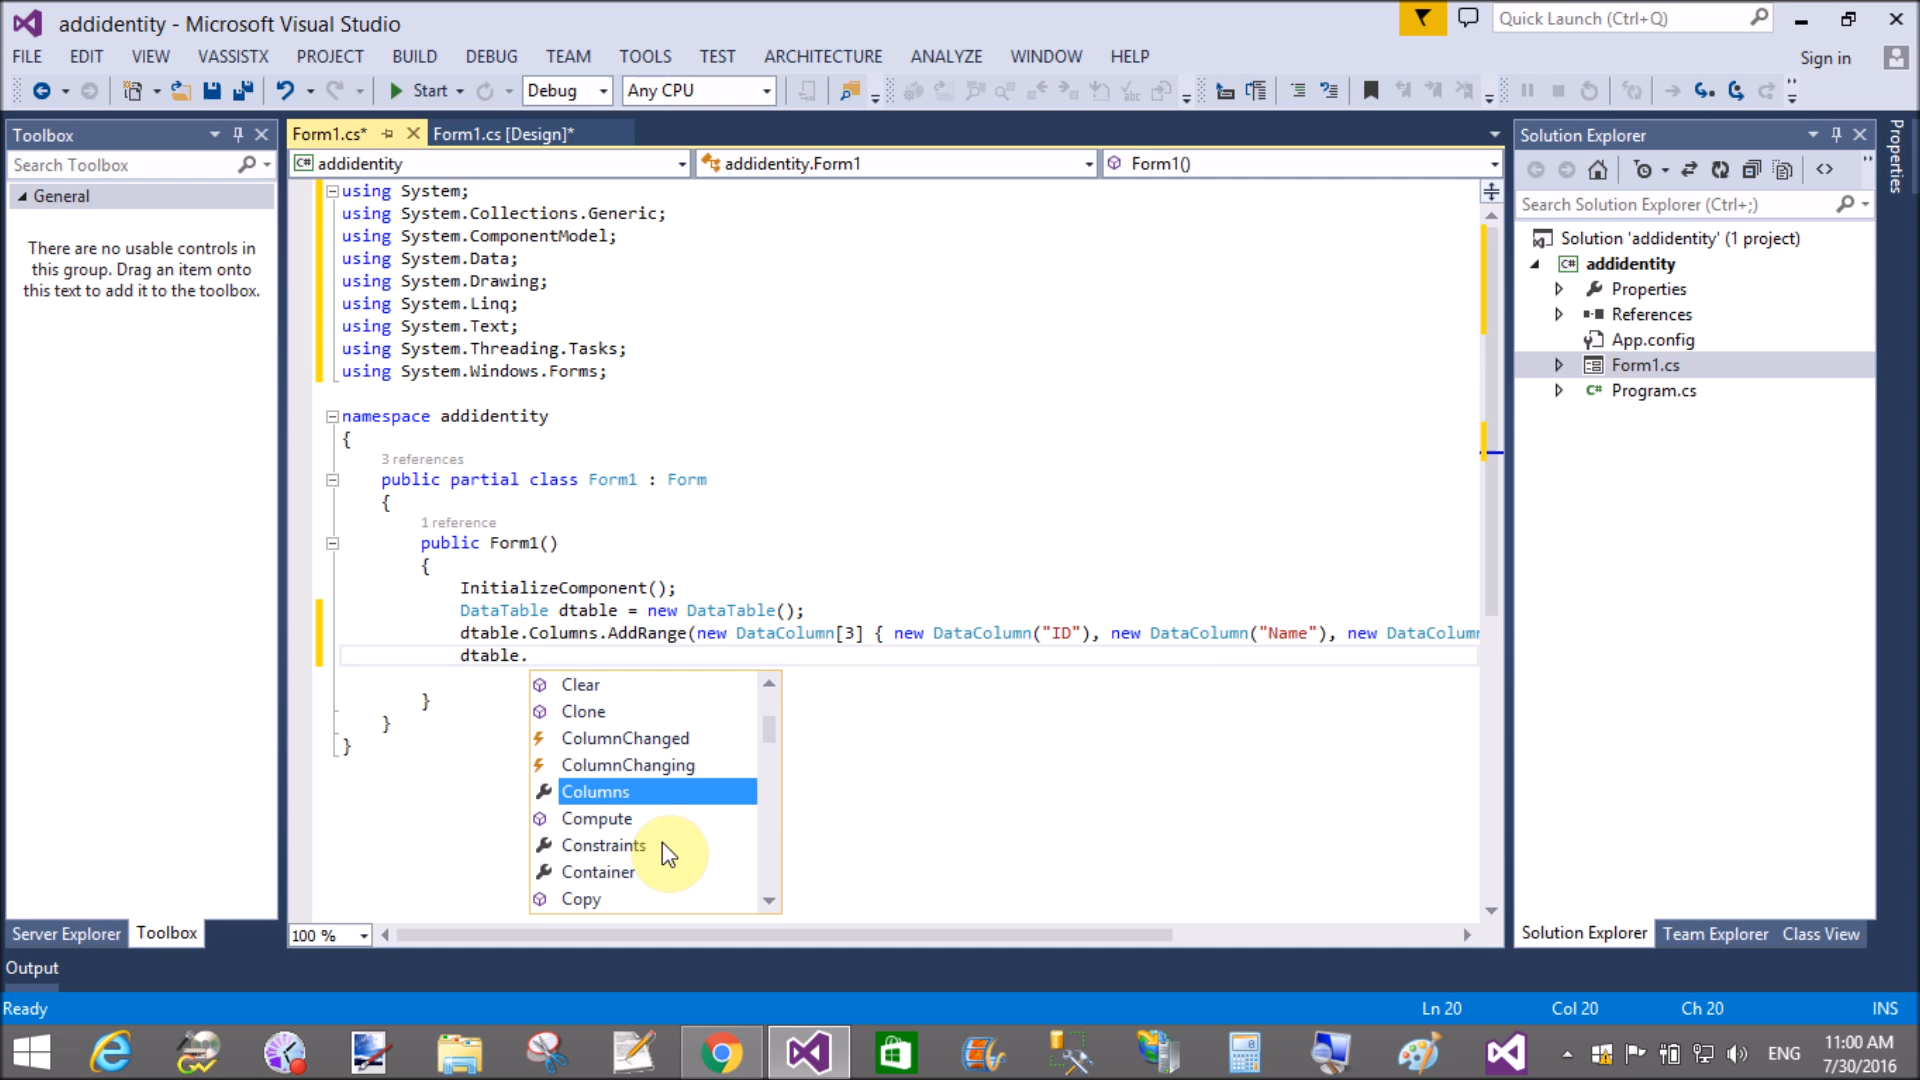 addidentity - Microsoft Visual Studio
Quick Launch (Ctrl+Q)
FILE EDIT VIEW VASSISTX PROJECT BUILD DEBUG TEAM TOOLS TEST ARCHITECTURE ANALYZE WINDOW HELP
Sign in
Start Debug Any CPU
Toolbox
Search Toolbox
General
There are no usable controls in
this group. Drag an item onto
this text to add it to the toolbox.
Server Explorer Toolbox
Form1.cs* Form1.cs [Design]*
addidentity addidentity.Form1 Form1()
using System;
using System.Collections.Generic;
using System.ComponentModel;
using System.Data;
using System.Drawing;
using System.Linq;
using System.Text;
using System.Threading.Tasks;
using System.Windows.Forms;
namespace addidentity
{
3 references
public partial class Form1 : Form
{
1 reference
public Form1()
{
InitializeComponent();
DataTable dtable = new DataTable();
dtable.Columns.AddRange(new DataColumn[3] { new DataColumn("ID"), new DataColumn("Name"), new DataColumn
dtable.
Clear
Clone
ColumnChanged
ColumnChanging
Columns
Compute
Constraints
Container
Copy
}
}
}
100 %
Solution Explorer
Search Solution Explorer (Ctrl+;)
Solution 'addidentity' (1 project)
addidentity
Properties
References
App.config
Form1.cs
Program.cs
Solution Explorer Team Explorer Class View
Properties
Output
Ready
Ln 20 Col 20 Ch 20 INS
ENG
11:00 AM
7/30/2016